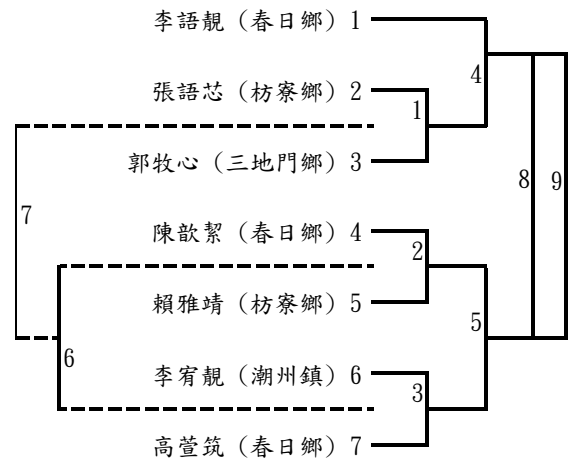 李語靚（春日鄉）1
4
張語芯（枋寮鄉）2
1
郭牧心（三地門鄉）3
8
9
7
陳歆絜（春日鄉）4
2
賴雅靖（枋寮鄉）5
5
6
李宥靚（潮州鎮）6
3
高萱筑（春日鄉）7